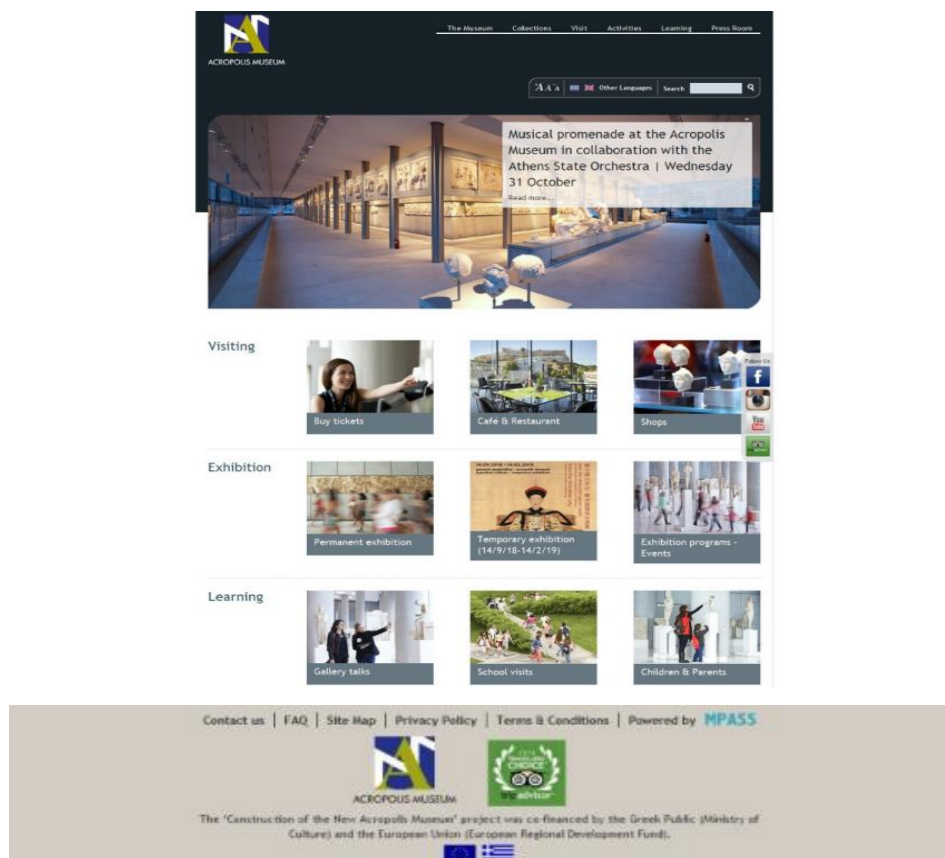 The Museum Collections Visit Activities Learning Press Room
ACROPOLIS MUSEUM
A A A Other Languages Search
Musical promenade at the Acropolis
Museum in collaboration with the
Athens State Orchestra | Wednesday
31 October
Read more...
Visiting
Buy tickets
Café & Restaurant
Shops
Follow Us
f
You
Tube
Exhibition
Permanent exhibition
Temporary exhibition
(14/9/18-14/2/19)
Exhibition programs -
Events
Learning
Gallery talks
School visits
Children & Parents
Contact us | FAQ | Site Map | Privacy Policy | Terms & Conditions | Powered by MPASS
ACROPOLIS MUSEUM
CHOICE
tripadvisor
The 'Construction of the New Acropolis Museum' project was co-financed by the Greek Public (Ministry of
Culture) and the European Union (European Regional Development Fund).